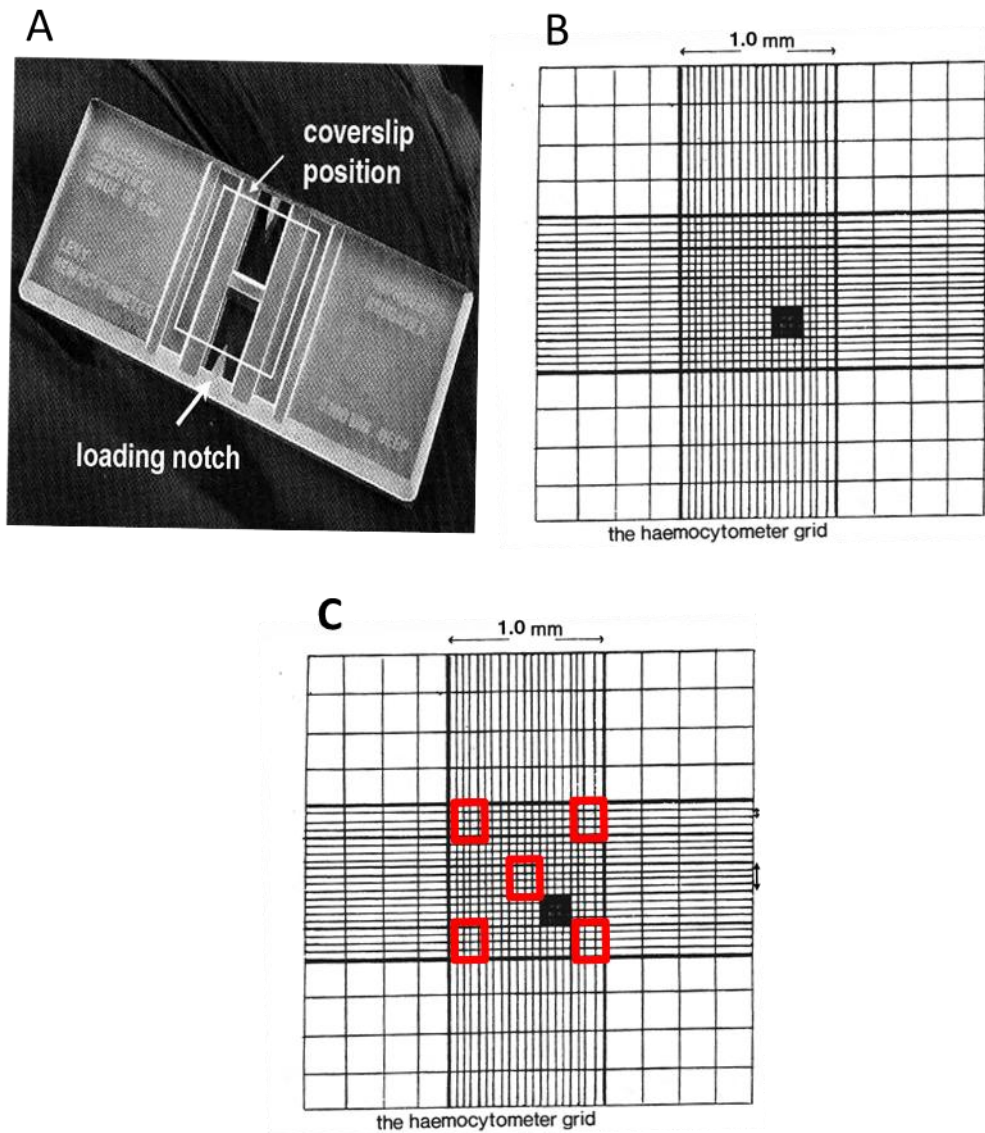 A
coverslip
position
loading notch
B
1.0 mm
the haemocytometer grid
C
1.0 mm
the haemocytometer grid